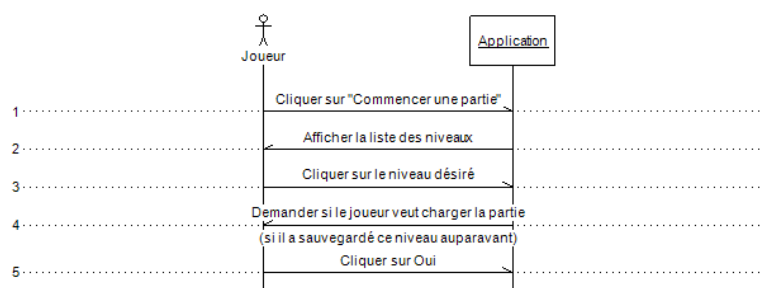 Joueur
Application
Cliquer sur "Commencer une partie"
1
Afficher la liste des niveaux
2
Cliquer sur le niveau désiré
3
Demander si le joueur veut charger la partie
4
(si il a sauvegardé ce niveau auparavant)
Cliquer sur Oui
5